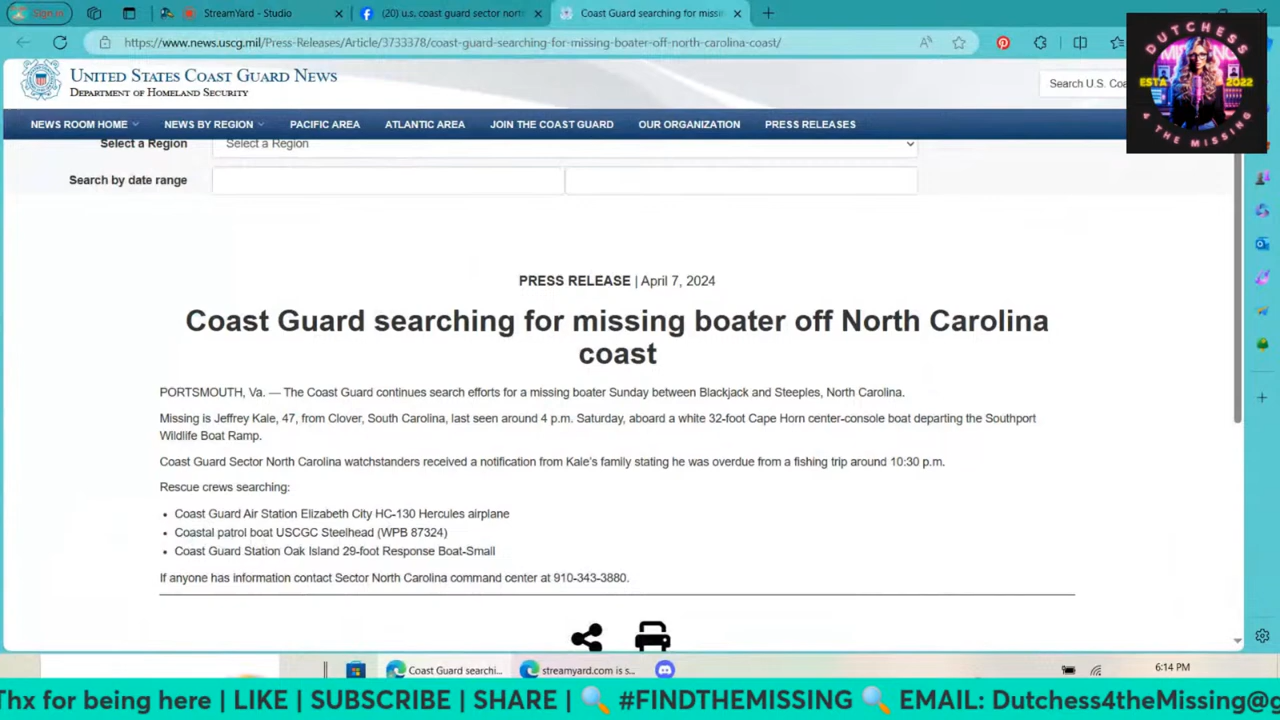 Sign in
StreamYard - Studio
(20) u.s. coast guard sector nort
Coast Guard searching for missi
https://www.news.uscg.mil/Press-Releases/Article/3733378/coast-guard-searching-for-missing-boater-off-north-carolina-coast/
DUTCHESS
ESTA 2022
4 THE MISSING
UNITED STATES COAST GUARD NEWS
DEPARTMENT OF HOMELAND SECURITY
Search U.S. Coa
NEWS ROOM HOME NEWS BY REGION PACIFIC AREA ATLANTIC AREA JOIN THE COAST GUARD OUR ORGANIZATION PRESS RELEASES
Select a Region Select a Region
Search by date range
PRESS RELEASE | April 7, 2024
Coast Guard searching for missing boater off North Carolina
coast
PORTSMOUTH, Va. — The Coast Guard continues search efforts for a missing boater Sunday between Blackjack and Steeples, North Carolina.
Missing is Jeffrey Kale, 47, from Clover, South Carolina, last seen around 4 p.m. Saturday, aboard a white 32-foot Cape Horn center-console boat departing the Southport
Wildlife Boat Ramp.
Coast Guard Sector North Carolina watchstanders received a notification from Kale's family stating he was overdue from a fishing trip around 10:30 p.m.
Rescue crews searching:
• Coast Guard Air Station Elizabeth City HC-130 Hercules airplane
• Coastal patrol boat USCGC Steelhead (WPB 87324)
• Coast Guard Station Oak Island 29-foot Response Boat-Small
If anyone has information contact Sector North Carolina command center at 910-343-3880.
Coast Guard searchi...
streamyard.com is s...
6:14 PM
Thx for being here | LIKE | SUBSCRIBE | SHARE | 🔍 #FINDTHEMISSING 🔍 EMAIL: Dutchess4theMissing@g